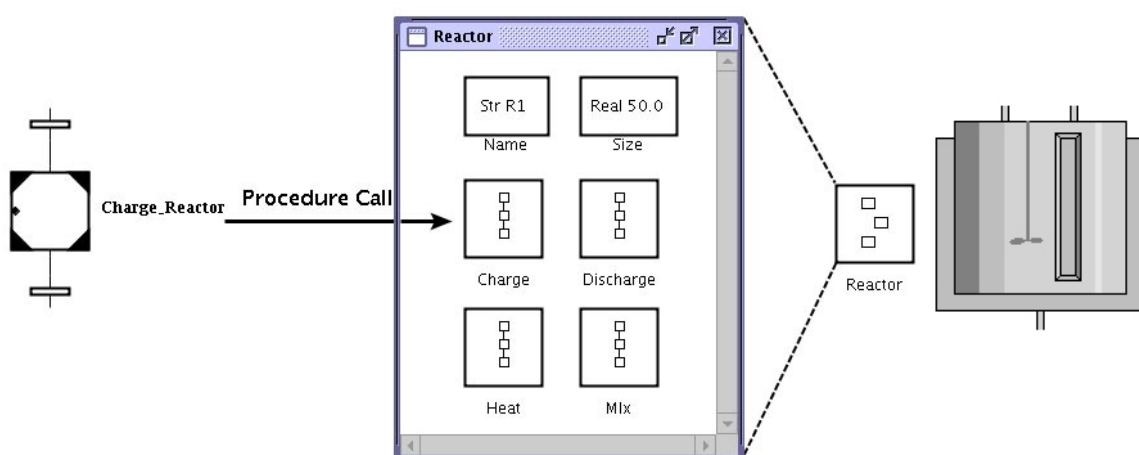 Reactor
Str R1
Real 50.0
Name
Size
Charge_Reactor
Procedure Call
Charge
Discharge
Reactor
Heat
MIx